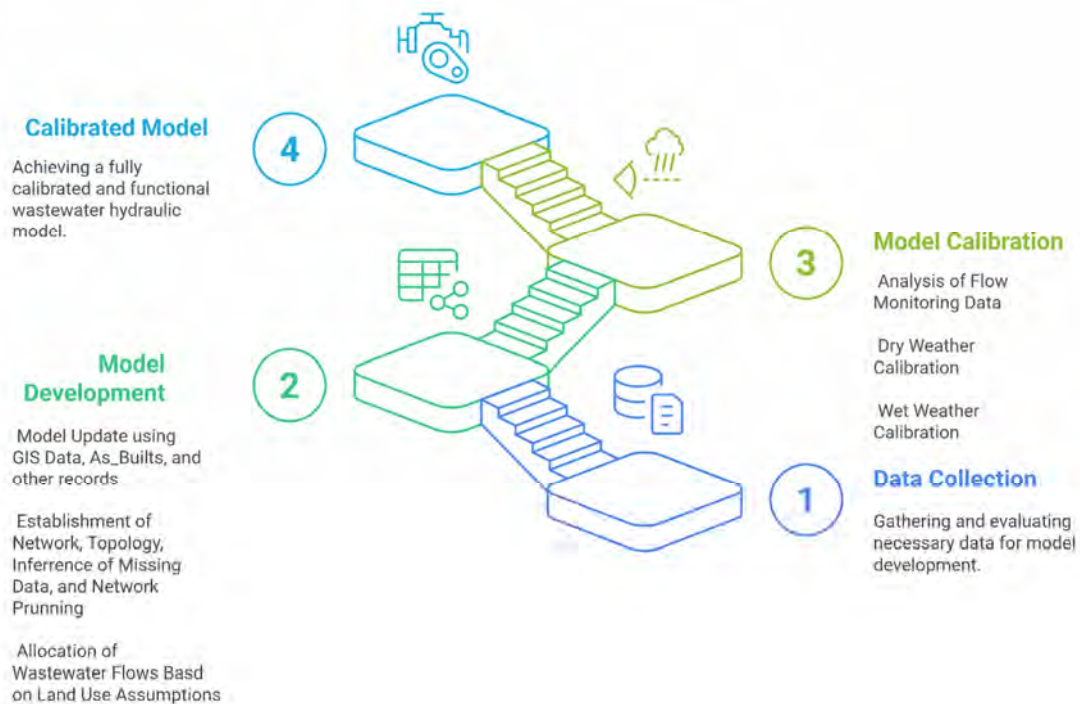 Calibrated Model
4
Achieving a fully
calibrated and functional
wastewater hydraulic
model.
3
Model Calibration
Analysis of Flow
Monitoring Data
Dry Weather
Calibration
Wet Weather
Calibration
Model
Development
2
Model Update using
GIS Data, As_Builts, and
other records
Establishment of
Network, Topology,
Inferrence of Missing
Data, and Network
Prunning
Allocation of
Wastewater Flows Basd
on Land Use Assumptions
1
Data Collection
Gathering and evaluating
necessary data for model
development.